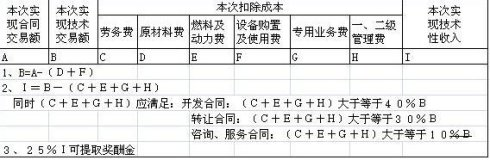 本次实现合同交易额
本次实现技术交易额
本次扣除成本
本次实现技术性收入
劳务费
原材料费
燃料及动力费
设备购置及使用费
专用业务费
一、二级管理费
A B C D E F G H I
1、B=A-（D+F）
2、I=B-（C+E+G+H）
同时（C+E+G+H）应满足：开发合同：（C+E+G+H）大于等于40%B
转让合同：（C+E+G+H）大于等于30%B
咨询、服务合同：（C+E+G+H）大于等于10%B
3、25%I可提取奖酬金